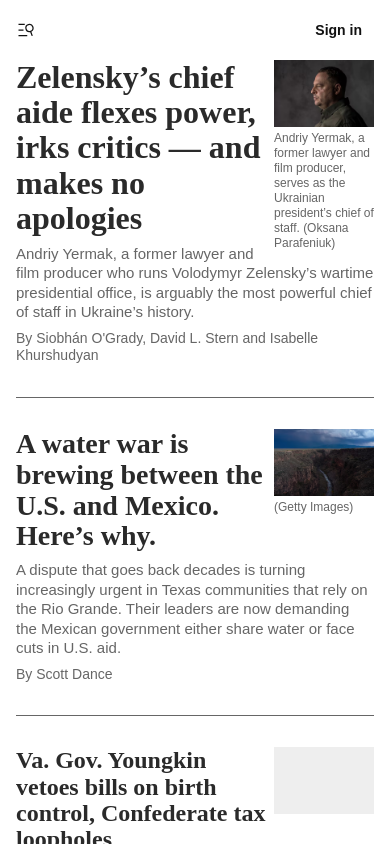 Sign in
Zelensky’s chief
aide flexes power,
irks critics — and
makes no
apologies
Andriy Yermak, a
former lawyer and
film producer,
serves as the
Ukrainian
president’s chief of
staff. (Oksana
Parafeniuk)
Andriy Yermak, a former lawyer and
film producer who runs Volodymyr Zelensky’s wartime
presidential office, is arguably the most powerful chief
of staff in Ukraine’s history.
By Siobhán O'Grady, David L. Stern and Isabelle
Khurshudyan
A water war is
brewing between the
U.S. and Mexico.
Here’s why.
(Getty Images)
A dispute that goes back decades is turning
increasingly urgent in Texas communities that rely on
the Rio Grande. Their leaders are now demanding
the Mexican government either share water or face
cuts in U.S. aid.
By Scott Dance
Va. Gov. Youngkin
vetoes bills on birth
control, Confederate tax
loopholes